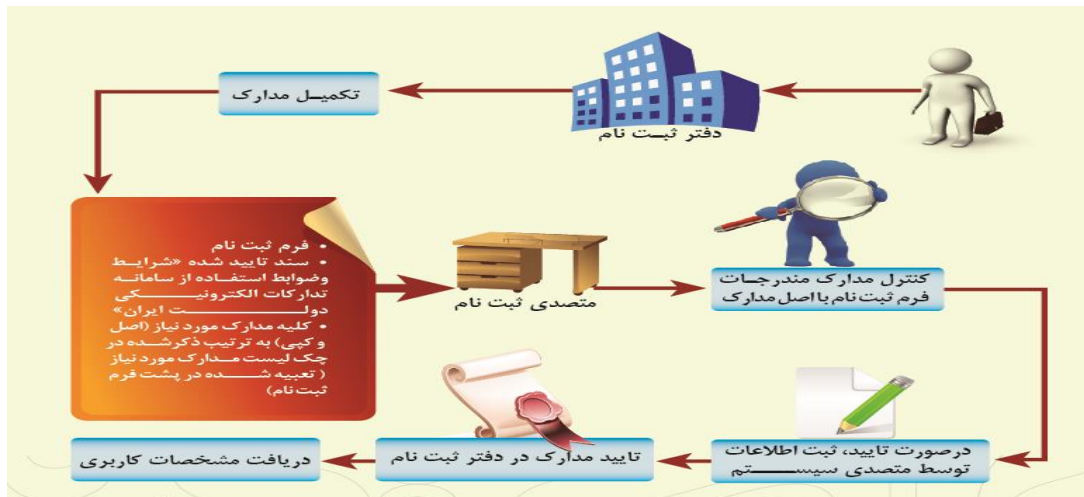 دفتر ثبت نام
تکمیل مدارک
• فرم ثبت نام
• سند تایید شده «شرایط
وضوابط استفاده از سامانه
تدارکات الکترونیکی
دولت ایران»
• کلیه مدارک مورد نیاز (اصل
و کپی) به ترتیب ذکرشده در
چک لیست مدارک مورد نیاز
( تعبیه شده در پشت فرم
ثبت نام)
متصدی ثبت نام
کنترل مدارک مندرجات
فرم ثبت نام با اصل مدارک
درصورت تایید، ثبت اطلاعات
توسط متصدی سیستم
تایید مدارک در دفتر ثبت نام
دریافت مشخصات کاربری